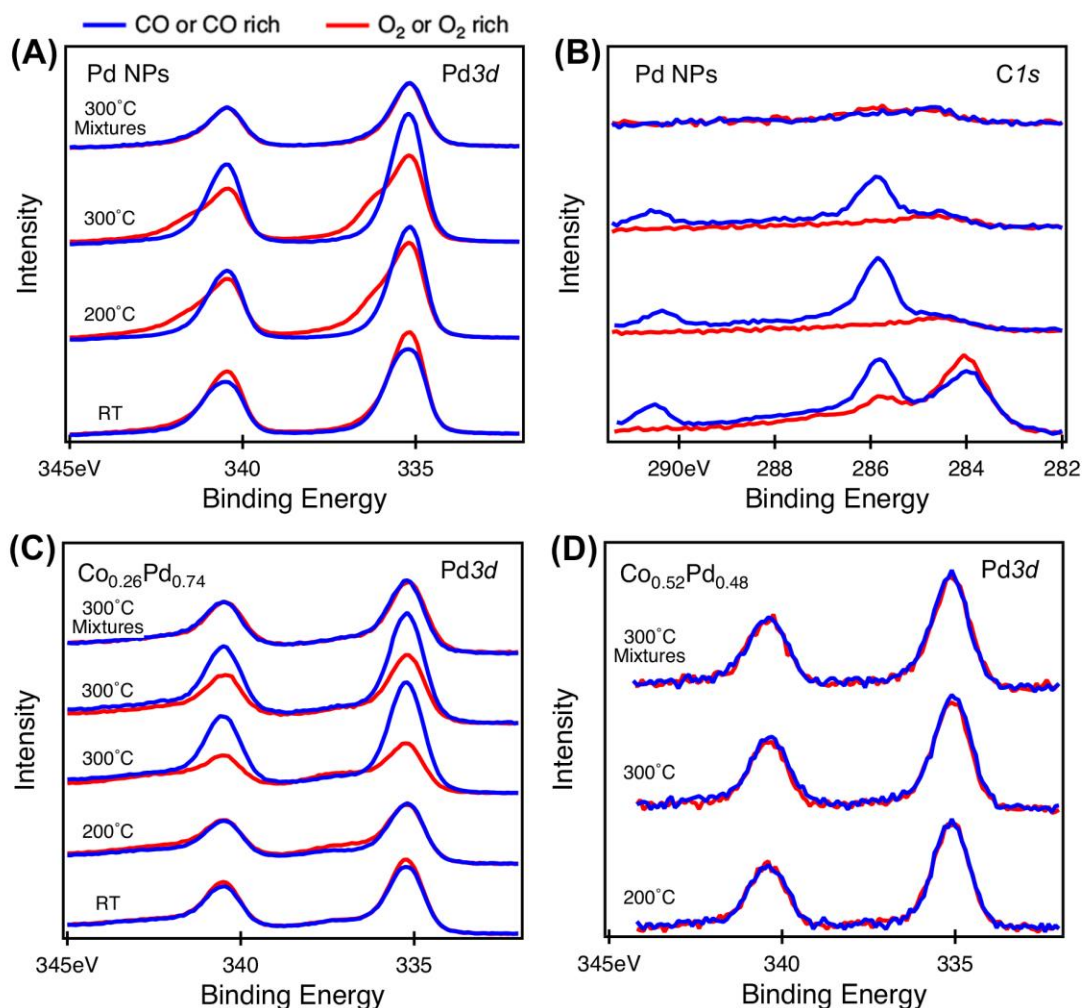 CO or CO rich   O₂ or O₂ rich
(A)
Pd NPs   Pd3d
300°C
Mixtures
300°C
200°C
RT
Intensity
345eV   340   335
Binding Energy
(B)
Pd NPs   C1s
Intensity
290eV   288   286   284   282
Binding Energy
(C)
Co₀.₂₆Pd₀.₇₄   Pd3d
300°C
Mixtures
300°C
300°C
200°C
RT
Intensity
345eV   340   335
Binding Energy
(D)
Co₀.₅₂Pd₀.₄₈   Pd3d
300°C
Mixtures
300°C
200°C
Intensity
345eV   340   335
Binding Energy